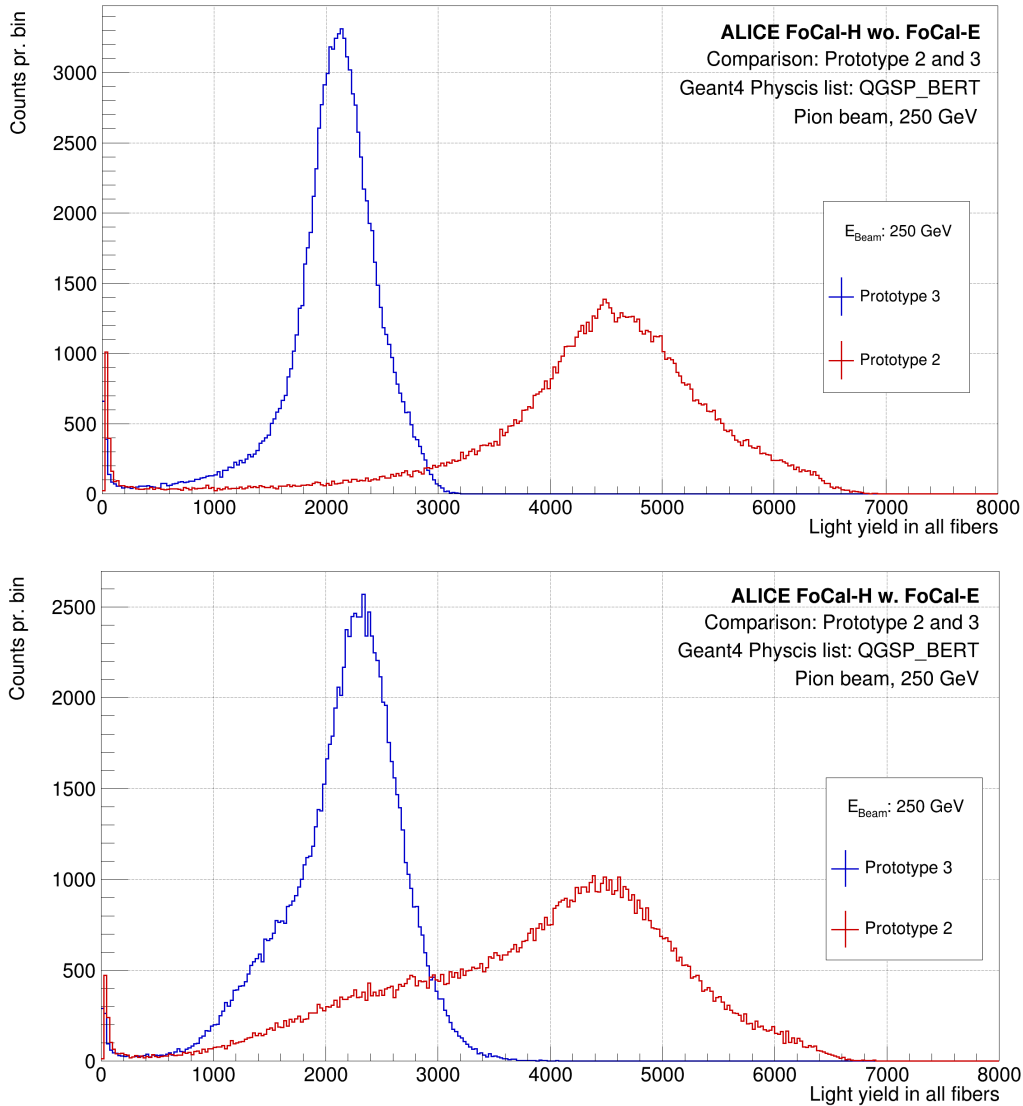 Counts pr. bin
3000
2500
2000
1500
1000
500
0
0 1000 2000 3000 4000 5000 6000 7000 8000
Light yield in all fibers
ALICE FoCal-H wo. FoCal-E
Comparison: Prototype 2 and 3
Geant4 Physcis list: QGSP_BERT
Pion beam, 250 GeV
EBeam: 250 GeV
Prototype 3
Prototype 2
Counts pr. bin
2500
2000
1500
1000
500
0
0 1000 2000 3000 4000 5000 6000 7000 8000
Light yield in all fibers
ALICE FoCal-H w. FoCal-E
Comparison: Prototype 2 and 3
Geant4 Physcis list: QGSP_BERT
Pion beam, 250 GeV
EBeam: 250 GeV
Prototype 3
Prototype 2